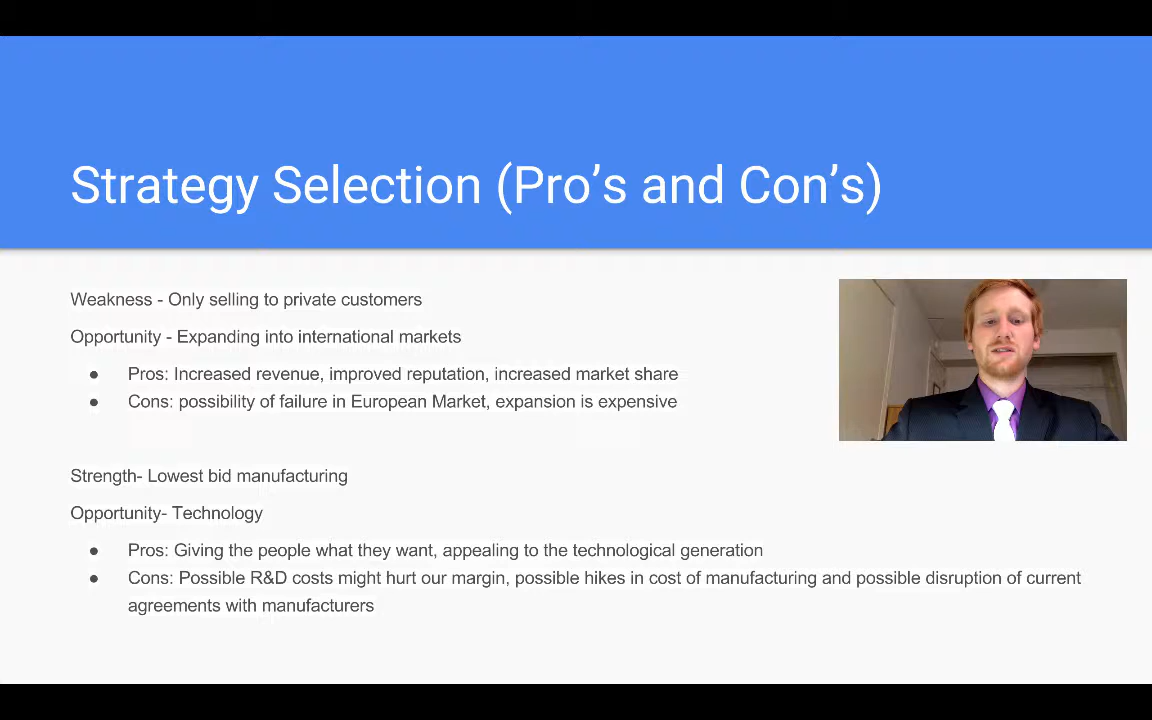 Strategy Selection (Pro’s and Con’s)
Weakness - Only selling to private customers
Opportunity - Expanding into international markets
● Pros: Increased revenue, improved reputation, increased market share
● Cons: possibility of failure in European Market, expansion is expensive
Strength- Lowest bid manufacturing
Opportunity- Technology
● Pros: Giving the people what they want, appealing to the technological generation
● Cons: Possible R&D costs might hurt our margin, possible hikes in cost of manufacturing and possible disruption of current
agreements with manufacturers